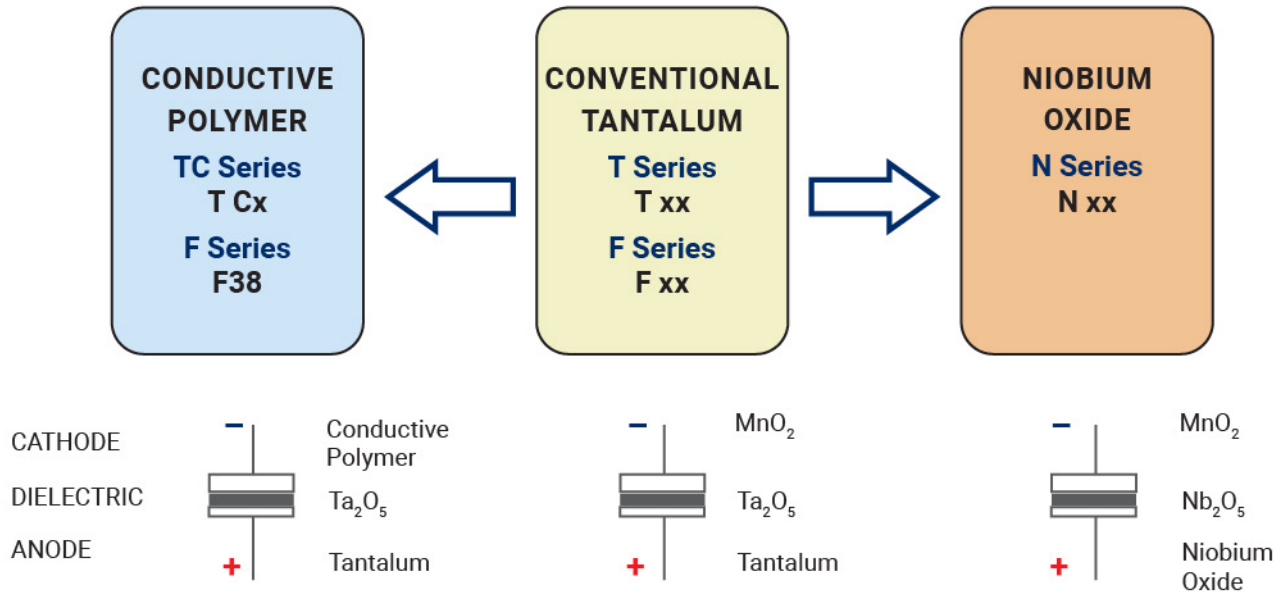 CONDUCTIVE
POLYMER
TC Series
T Cx
F Series
F38
CONVENTIONAL
TANTALUM
T Series
T xx
F Series
F xx
NIOBIUM
OXIDE
N Series
N xx
CATHODE
DIELECTRIC
ANODE
−
Conductive
Polymer
Ta₂O₅
+
Tantalum
−
MnO₂
Ta₂O₅
+
Tantalum
−
MnO₂
Nb₂O₅
+
Niobium
Oxide